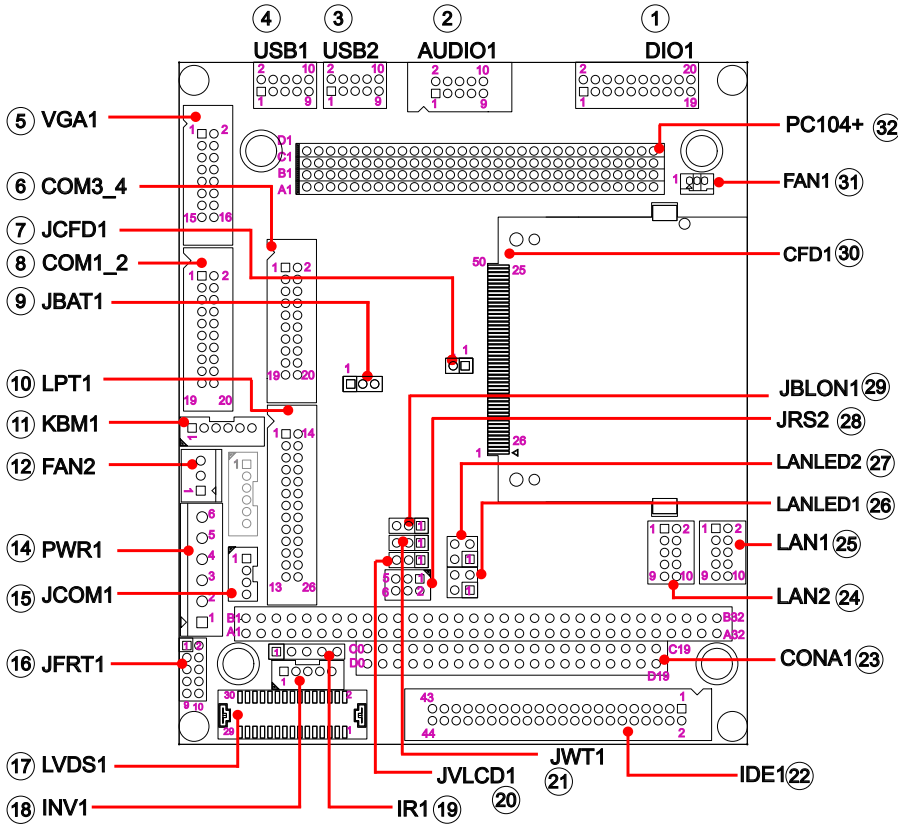 ④ ③ ② ①
USB1 USB2 AUDIO1 DIO1
2 10 2 10 2 10 2 20
1 9 1 9 1 9 1 19
⑤ VGA1
1 2
15 16
D1
C1
B1
A1
PC104+ ㉜
1
FAN1 ㉛
⑥ COM3_4
1 2
19 20
⑦ JCFD1
1
50 25
CFD1 ㉚
⑧ COM1_2
1 2
19 20
⑨ JBAT1
1
⑩ LPT1
1 14
13 26
JBLON1 ㉙
JRS2 ㉘
⑪ KBM1
1
26
1
⑫ FAN2
1
1
LANLED2 ㉗
LANLED1 ㉖
⑭ PWR1
6
5
4
3
2
1
1
1
1
5 1
6 2
1
1
1 2
9 10
1 2
9 10
LAN1 ㉕
⑮ JCOM1
1
LAN2 ㉔
B1 B32
A1 A32
⑯ JFRT1
1 2
9 10
1
1
C0 C19
D0 D19
CONA1 ㉓
30 2
29 1
43 1
44 2
⑰ LVDS1
JVLCD1
⑳
JWT1
㉑
IDE1 ㉒
⑱ INV1
IR1 ⑲